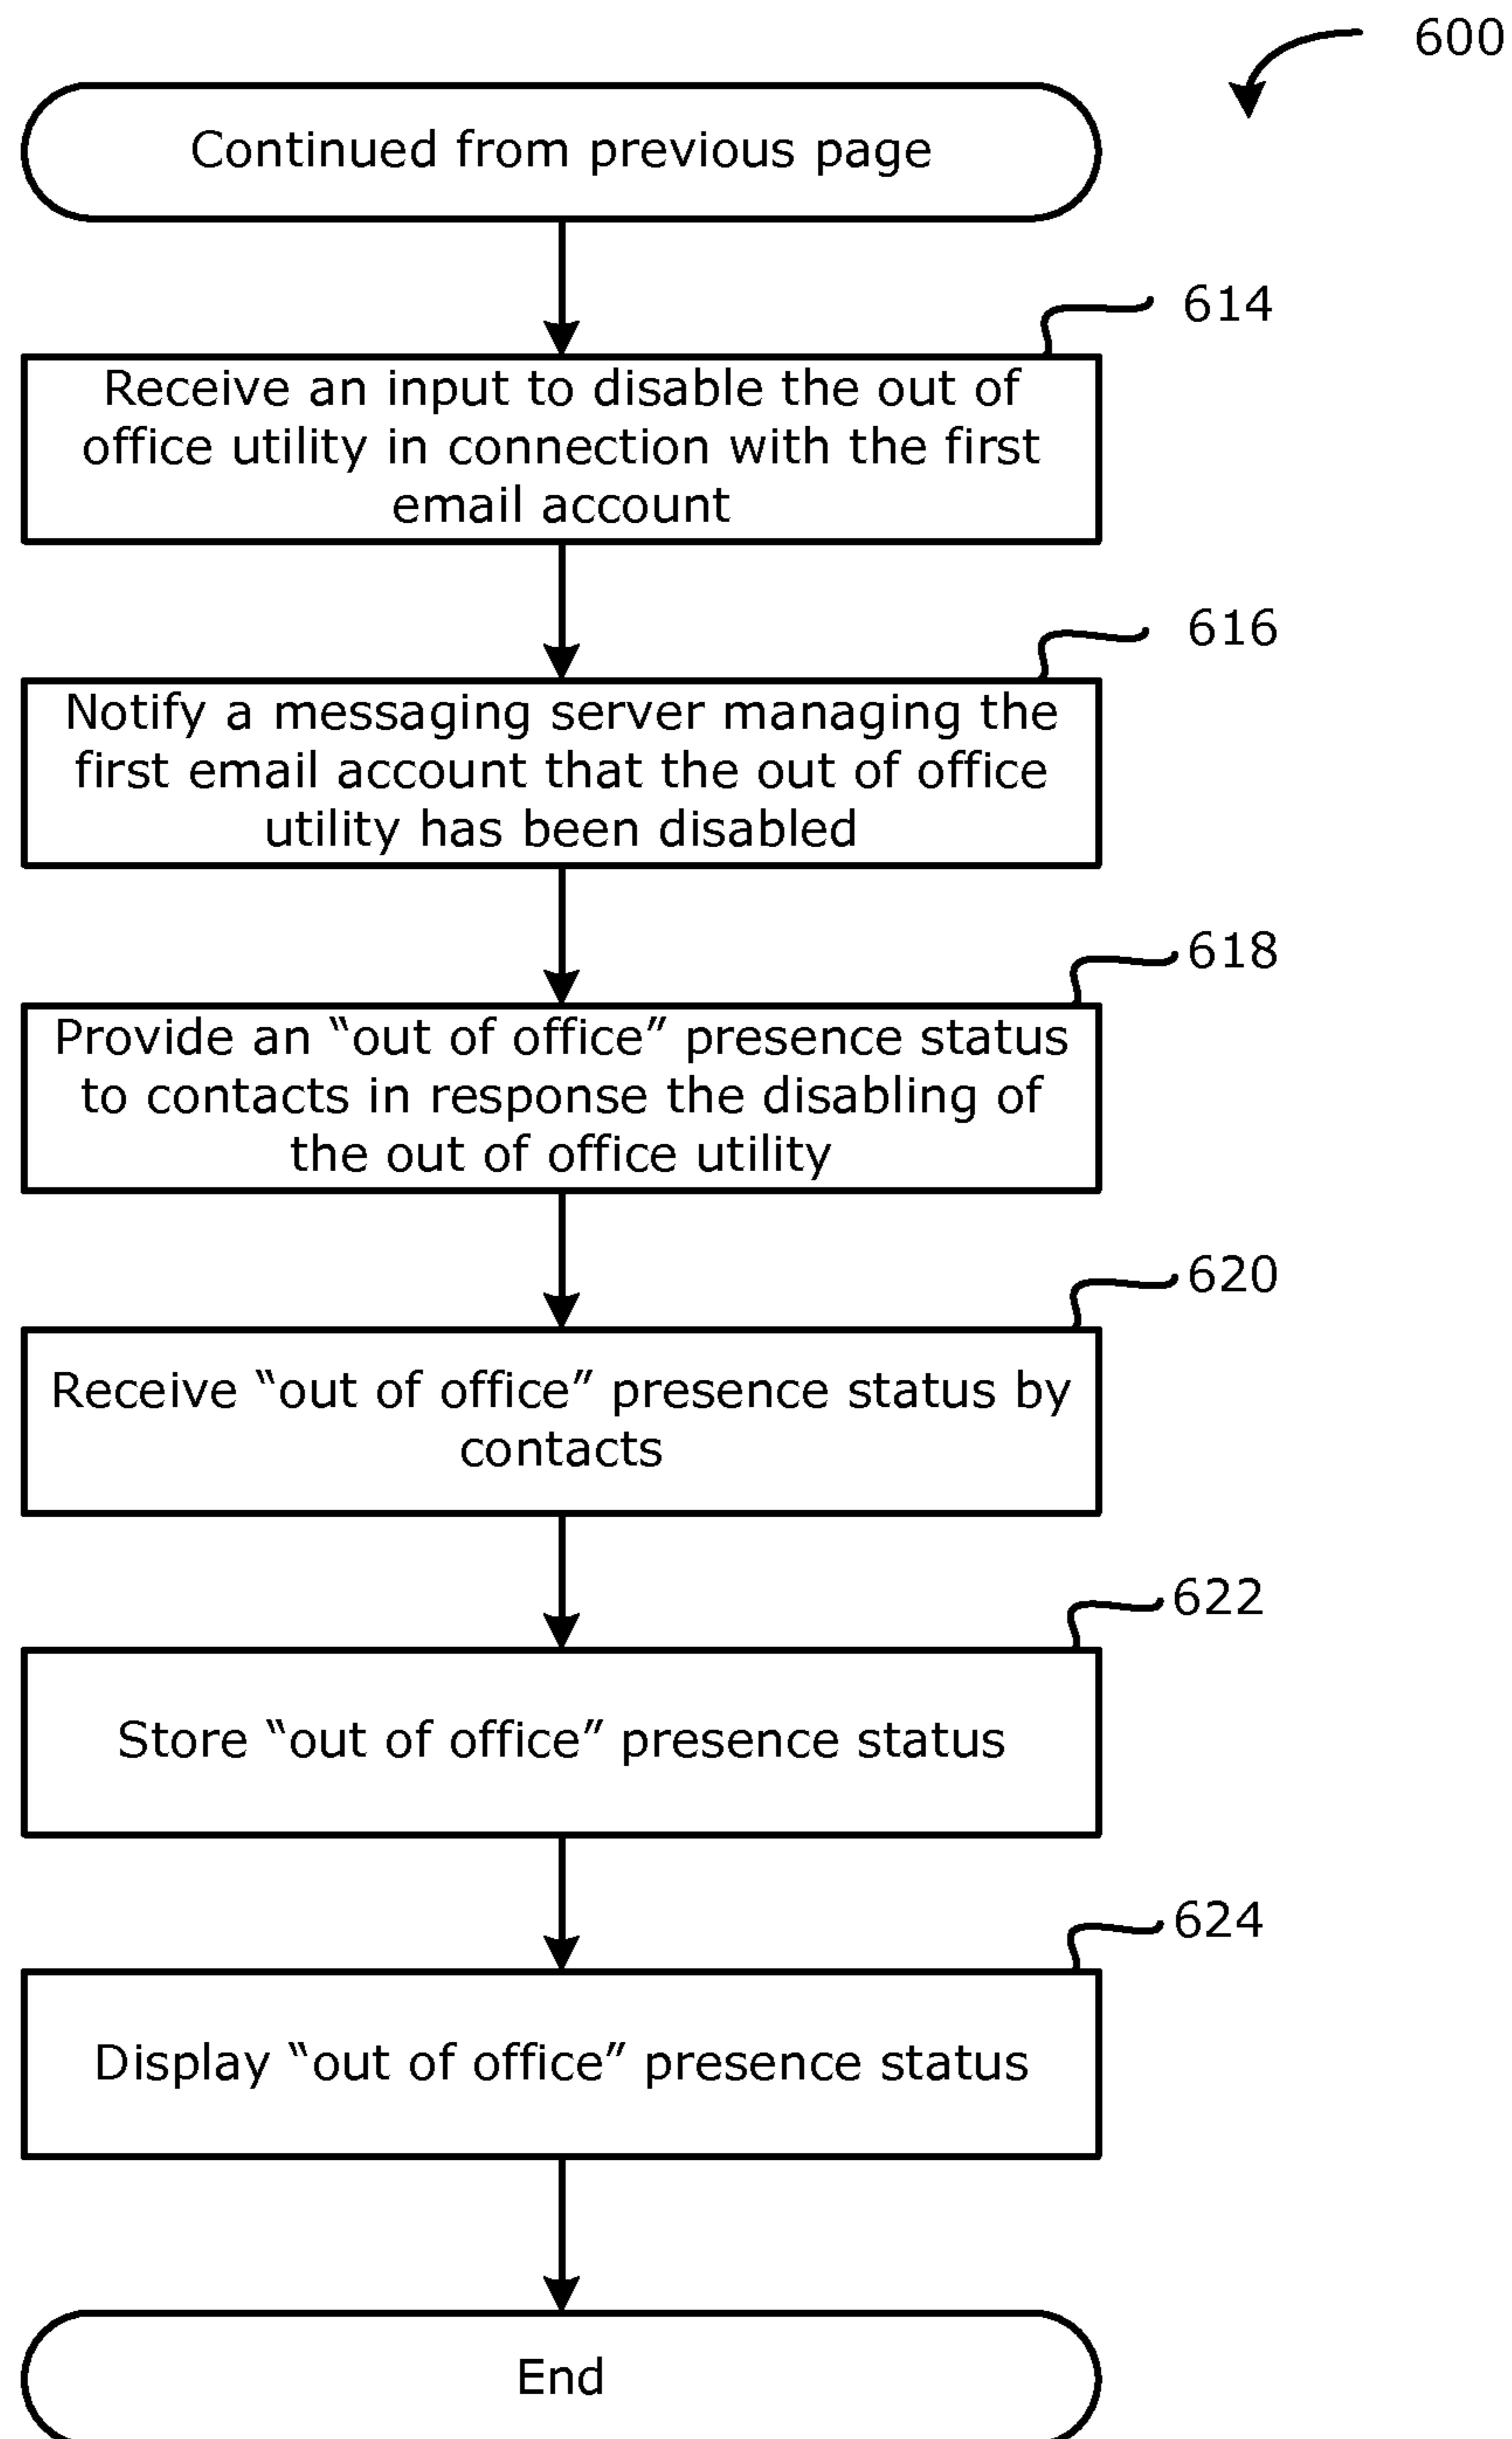 600
Continued from previous page
614
Receive an input to disable the out of
office utility in connection with the first
email account
616
Notify a messaging server managing the
first email account that the out of office
utility has been disabled
618
Provide an “out of office” presence status
to contacts in response the disabling of
the out of office utility
620
Receive “out of office” presence status by
contacts
622
Store “out of office” presence status
624
Display “out of office” presence status
End